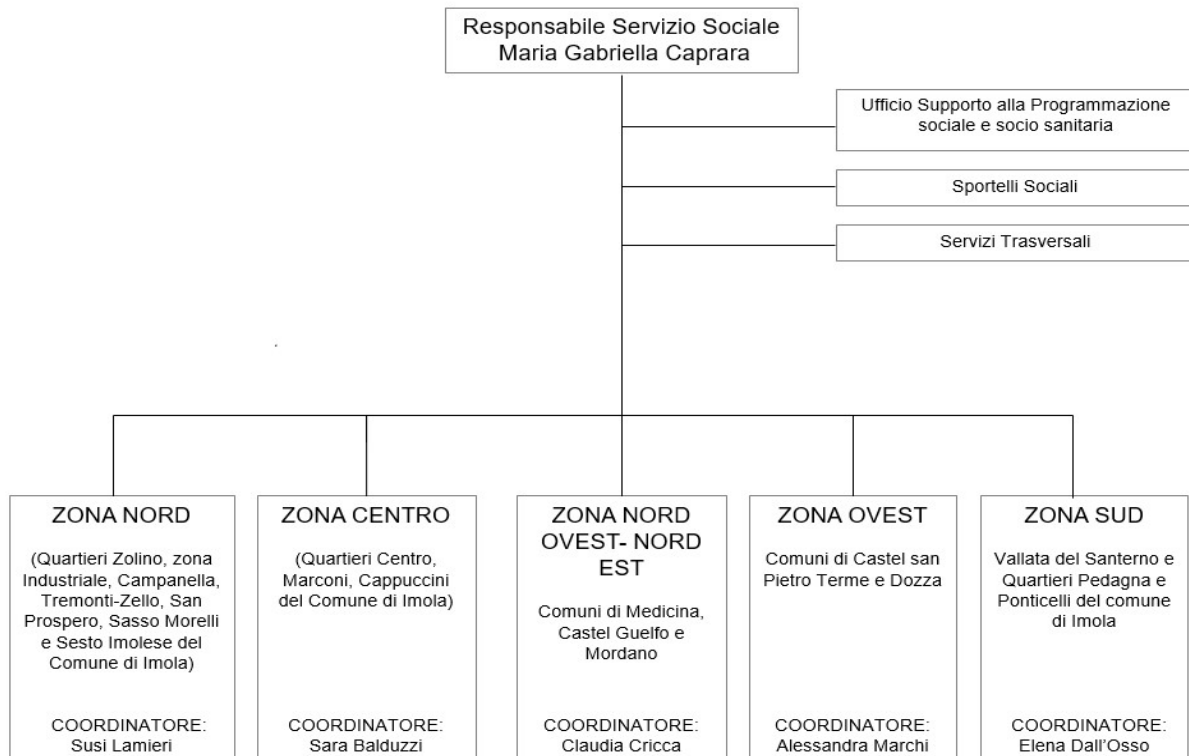 Responsabile Servizio Sociale
Maria Gabriella Caprara
Ufficio Supporto alla Programmazione
sociale e socio sanitaria
Sportelli Sociali
Servizi Trasversali
ZONA NORD
(Quartieri Zolino, zona
Industriale, Campanella,
Tremonti-Zello, San
Prospero, Sasso Morelli
e Sesto Imolese del
Comune di Imola)
COORDINATORE:
Susi Lamieri
ZONA CENTRO
(Quartieri Centro,
Marconi, Cappuccini
del Comune di Imola)
COORDINATORE:
Sara Balduzzi
ZONA NORD
OVEST- NORD
EST
Comuni di Medicina,
Castel Guelfo e
Mordano
COORDINATORE:
Claudia Cricca
ZONA OVEST
Comuni di Castel san
Pietro Terme e Dozza
COORDINATORE:
Alessandra Marchi
ZONA SUD
Vallata del Santerno e
Quartieri Pedagna e
Ponticelli del comune
di Imola
COORDINATORE:
Elena Dall'Osso